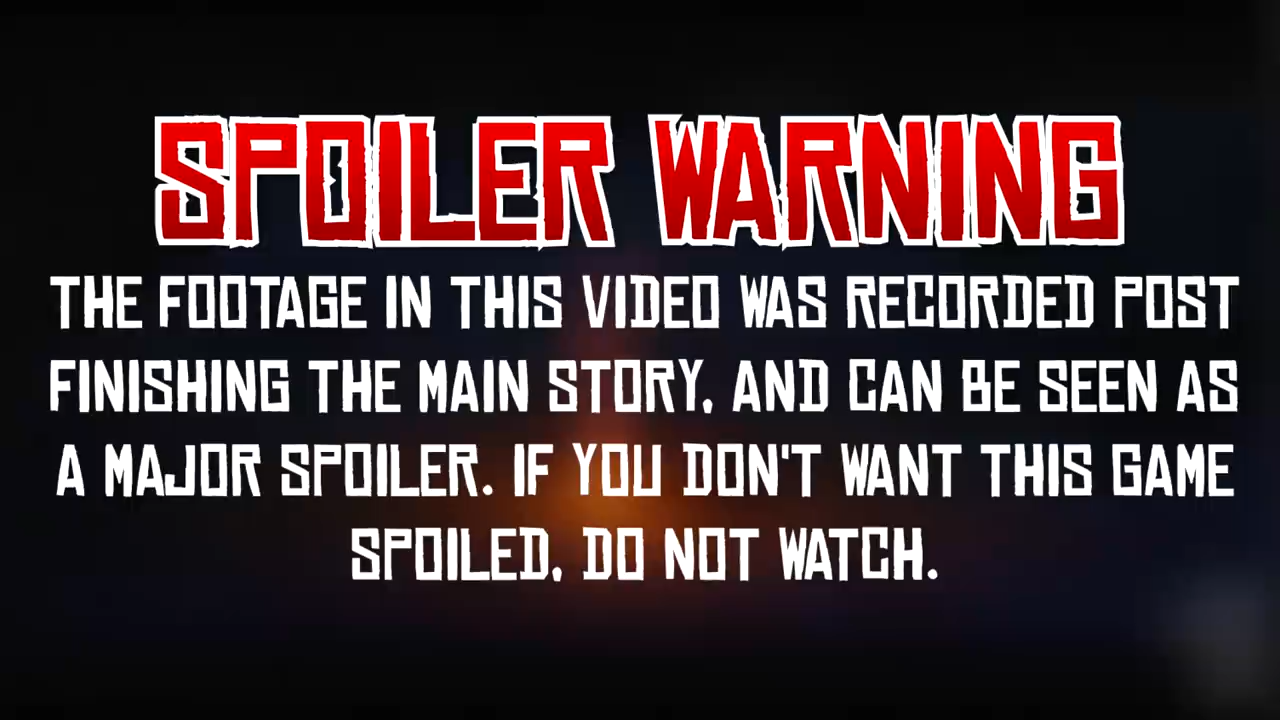 SPOILER WARNING
THE FOOTAGE IN THIS VIDEO WAS RECORDED POST
FINISHING THE MAIN STORY, AND CAN BE SEEN AS
A MAJOR SPOILER. IF YOU DON'T WANT THIS GAME
SPOILED, DO NOT WATCH.